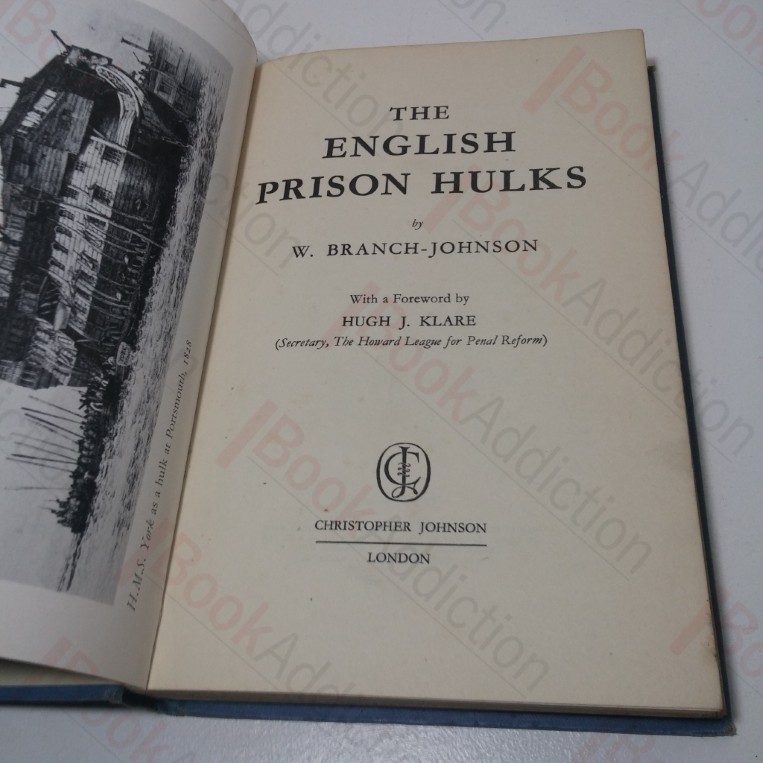 H.M.S. York as a hulk at Portsmouth, 1828
THE
ENGLISH
PRISON HULKS
by
W. BRANCH-JOHNSON
With a Foreword by
HUGH J. KLARE
(Secretary, The Howard League for Penal Reform)
CJ
CHRISTOPHER JOHNSON
LONDON
BookAddiction